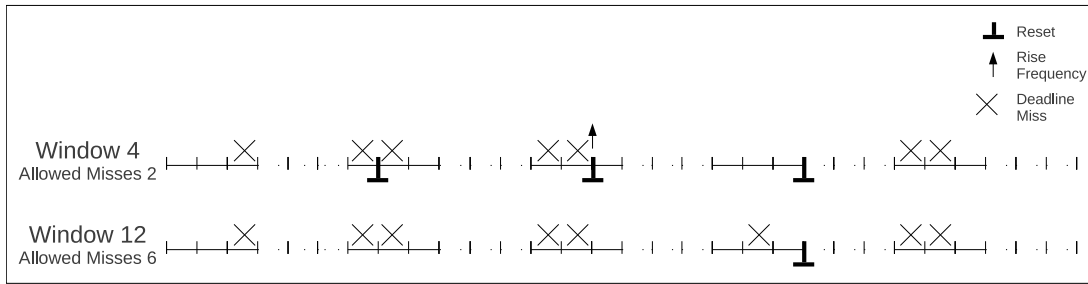 Reset
Rise
Frequency
Deadline
Miss
Window 4
Allowed Misses 2
Window 12
Allowed Misses 6